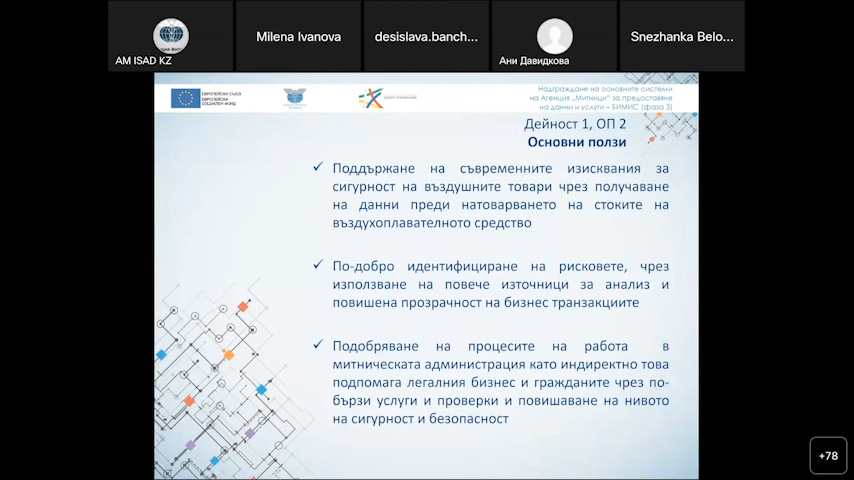 AM ISAD KZ
Milena Ivanova
desislava.banch...
Ани Давидкова
Snezhanka Belo...
ЕВРОПЕЙСКИ СЪЮЗ
ЕВРОПЕЙСКИ
СОЦИАЛЕН ФОНД
Надграждане на основните системи
на Агенция „Митници“ за предоставяне
на данни и услуги – БИМИС (фаза 3)
Дейност 1, ОП 2
Основни ползи
✓ Поддържане на съвременните изисквания за
сигурност на въздушните товари чрез получаване
на данни преди натоварването на стоките на
въздухоплавателното средство
✓ По-добро идентифициране на рисковете, чрез
използване на повече източници за анализ и
повишена прозрачност на бизнес транзакциите
✓ Подобряване на процесите на работа в
митническата администрация като индиректно това
подпомага легалния бизнес и гражданите чрез по-
бързи услуги и проверки и повишаване на нивото
на сигурност и безопасност
+78